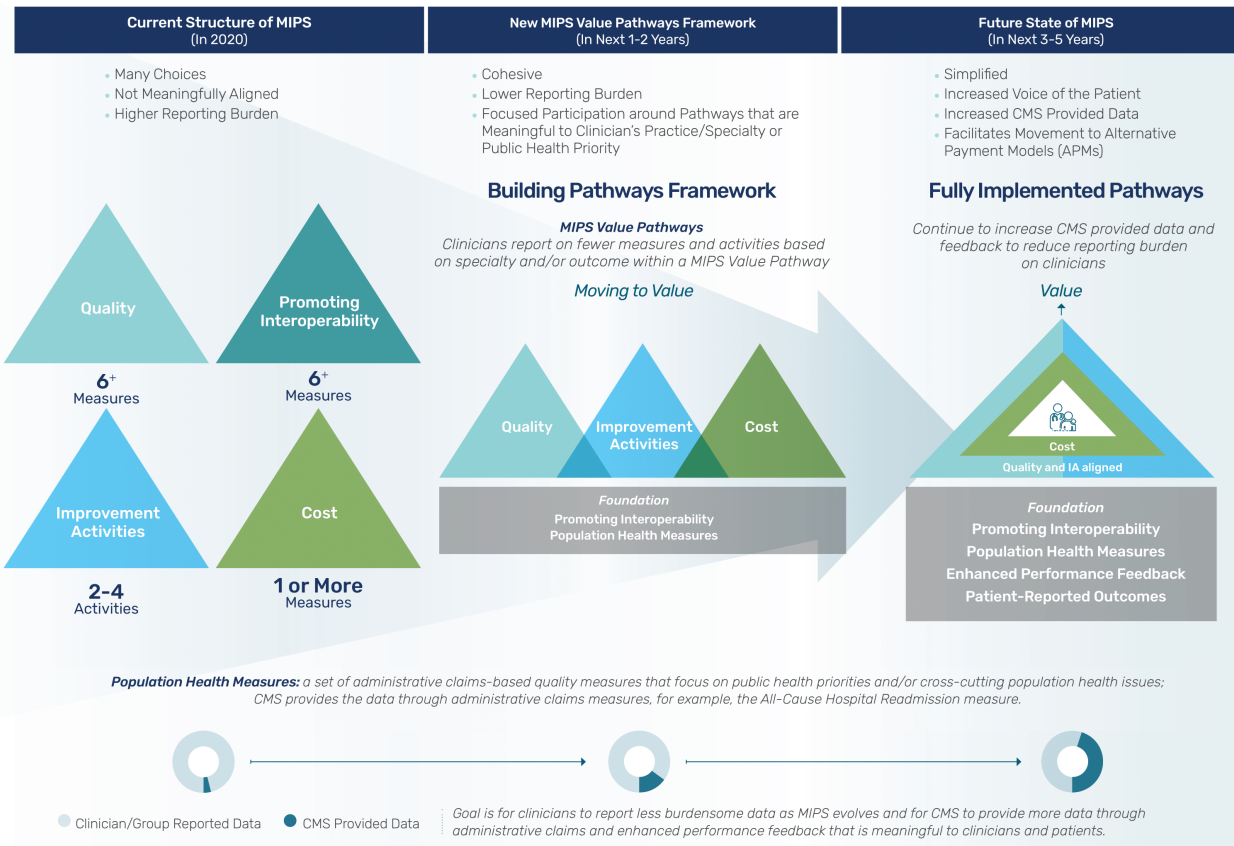 Current Structure of MIPS
(In 2020)
New MIPS Value Pathways Framework
(In Next 1-2 Years)
Future State of MIPS
(In Next 3-5 Years)
• Many Choices
• Not Meaningfully Aligned
• Higher Reporting Burden
• Cohesive
• Lower Reporting Burden
• Focused Participation around Pathways that are
Meaningful to Clinician's Practice/Specialty or
Public Health Priority
• Simplified
• Increased Voice of the Patient
• Increased CMS Provided Data
• Facilitates Movement to Alternative
Payment Models (APMs)
Quality
6+
Measures
Promoting
Interoperability
6+
Measures
Improvement
Activities
2-4
Activities
Cost
1 or More
Measures
Building Pathways Framework
MIPS Value Pathways
Clinicians report on fewer measures and activities based
on specialty and/or outcome within a MIPS Value Pathway
Moving to Value
Quality
Improvement
Activities
Cost
Foundation
Promoting Interoperability
Population Health Measures
Fully Implemented Pathways
Continue to increase CMS provided data and
feedback to reduce reporting burden
on clinicians
Value
Cost
Quality and IA aligned
Foundation
Promoting Interoperability
Population Health Measures
Enhanced Performance Feedback
Patient-Reported Outcomes
Population Health Measures: a set of administrative claims-based quality measures that focus on public health priorities and/or cross-cutting population health issues;
CMS provides the data through administrative claims measures, for example, the All-Cause Hospital Readmission measure.
Clinician/Group Reported Data
CMS Provided Data
Goal is for clinicians to report less burdensome data as MIPS evolves and for CMS to provide more data through
administrative claims and enhanced performance feedback that is meaningful to clinicians and patients.